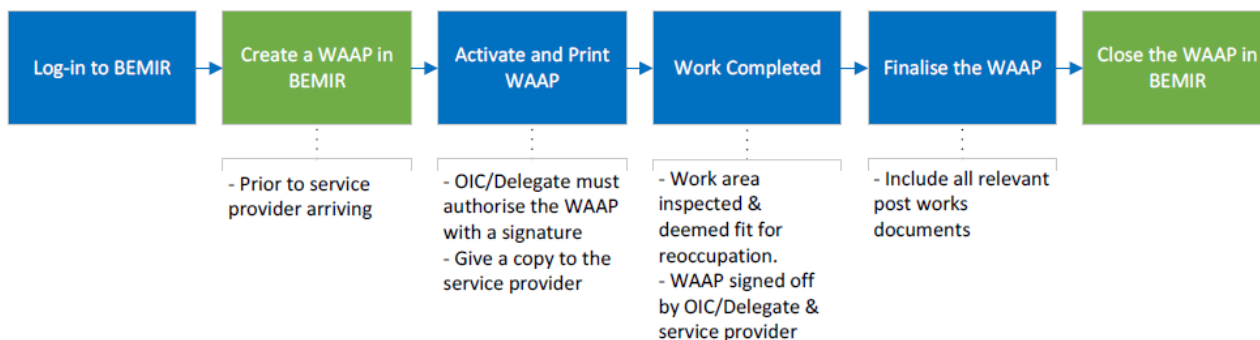 Log-in to BEMIR
Create a WAAP in
BEMIR
Activate and Print
WAAP
Work Completed
Finalise the WAAP
Close the WAAP in
BEMIR
- Prior to service
provider arriving
- OIC/Delegate must
authorise the WAAP
with a signature
- Give a copy to the
service provider
- Work area
inspected &
deemed fit for
reoccupation.
- WAAP signed off
by OIC/Delegate &
service provider
- Include all relevant
post works
documents